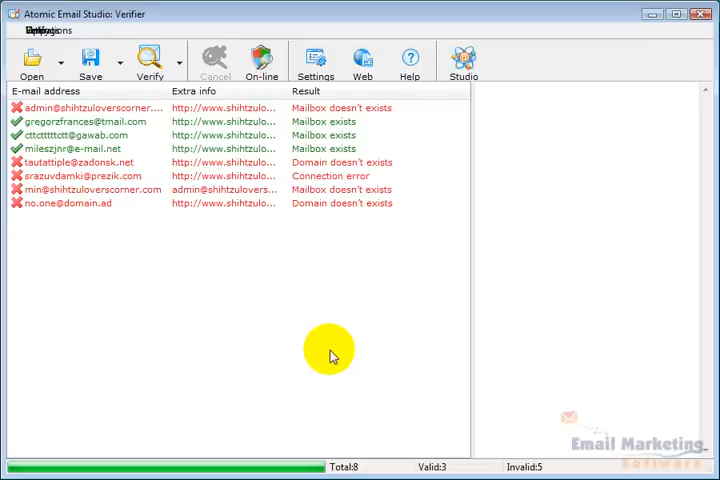 Atomic Email Studio: Verifier
Open Save Verify Cancel On-line Settings Web Help Studio
E-mail address Extra info Result
admin@shihtzuloverscorner.... http://www.shihtzulo... Mailbox doesn't exists
gregorzfrances@tmail.com http://www.shihtzulo... Mailbox exists
cttcttttttctt@gawab.com http://www.shihtzulo... Mailbox exists
mileszjnr@e-mail.net http://www.shihtzulo... Mailbox exists
tautattiple@zadonsk.net http://www.shihtzulo... Domain doesn't exists
srazuvdamki@prezik.com http://www.shihtzulo... Connection error
min@shihtzuloverscorner.com admin@shihtzulovers... Mailbox doesn't exists
no.one@domain.ad http://www.shihtzulo... Domain doesn't exists
Email Marketing
Software
Total:8 Valid:3 Invalid:5